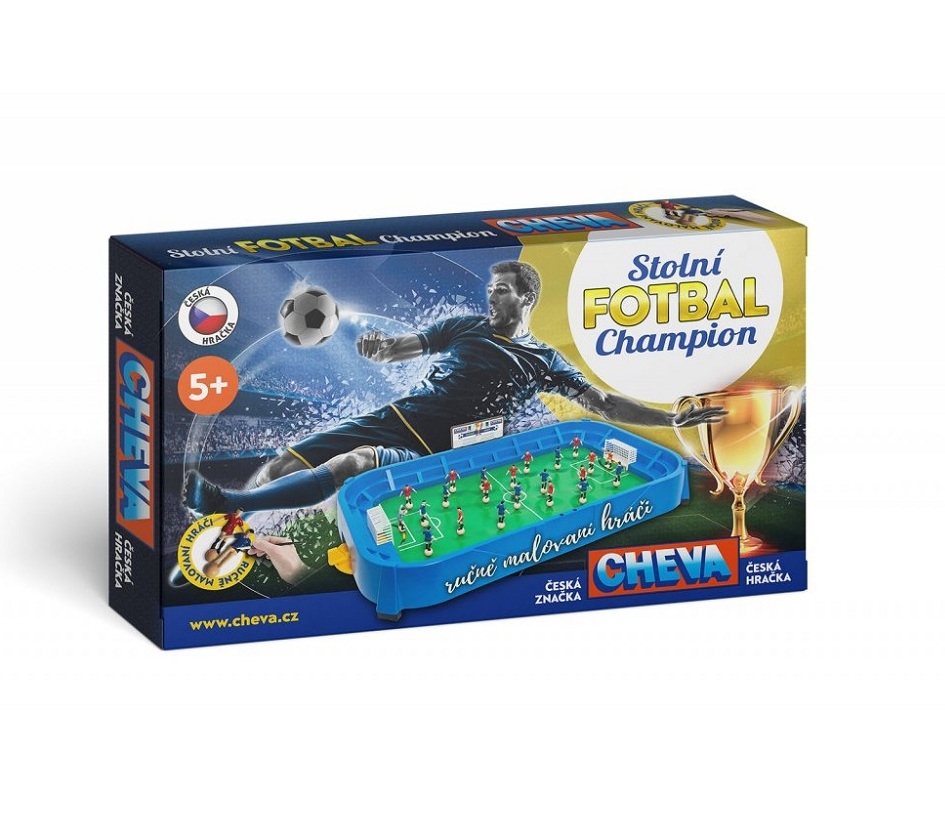 Stolní FOTBAL Champion
CHEVA
ČESKÁ
HRAČKA
5+
Stolní
FOTBAL
Champion
ČESKÁ
ZNAČKA
CHEVA
ČESKÁ
HRAČKA
RUČNĚ MALOVANÍ HRÁČI
www.cheva.cz
ručně malovaní hráči
ČESKÁ
ZNAČKA
CHEVA
ČESKÁ
HRAČKA